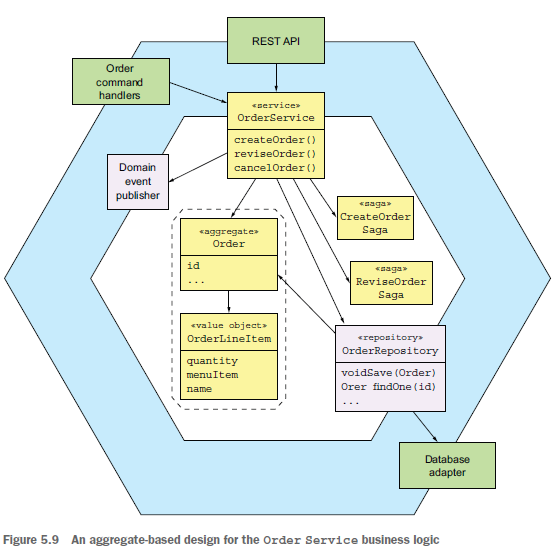 REST API
Order
command
handlers
«service»
OrderService
createOrder()
reviseOrder()
cancelOrder()
Domain
event
publisher
«saga»
CreateOrder
Saga
«aggregate»
Order
id
...
«saga»
ReviseOrder
Saga
«value object»
OrderLineItem
quantity
menuItem
name
«repository»
OrderRepository
voidSave(Order)
Orer findOne(id)
...
Database
adapter
Figure 5.9 An aggregate-based design for the Order Service business logic